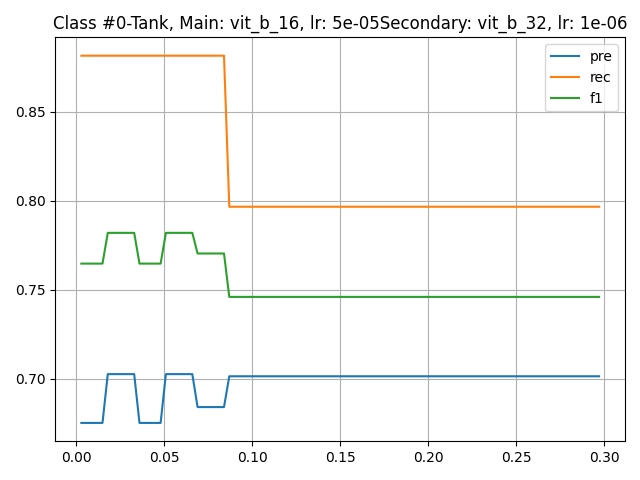 Class #0-Tank, Main: vit_b_16, lr: 5e-05Secondary: vit_b_32, lr: 1e-06
pre
rec
f1
0.85
0.80
0.75
0.70
0.00 0.05 0.10 0.15 0.20 0.25 0.30